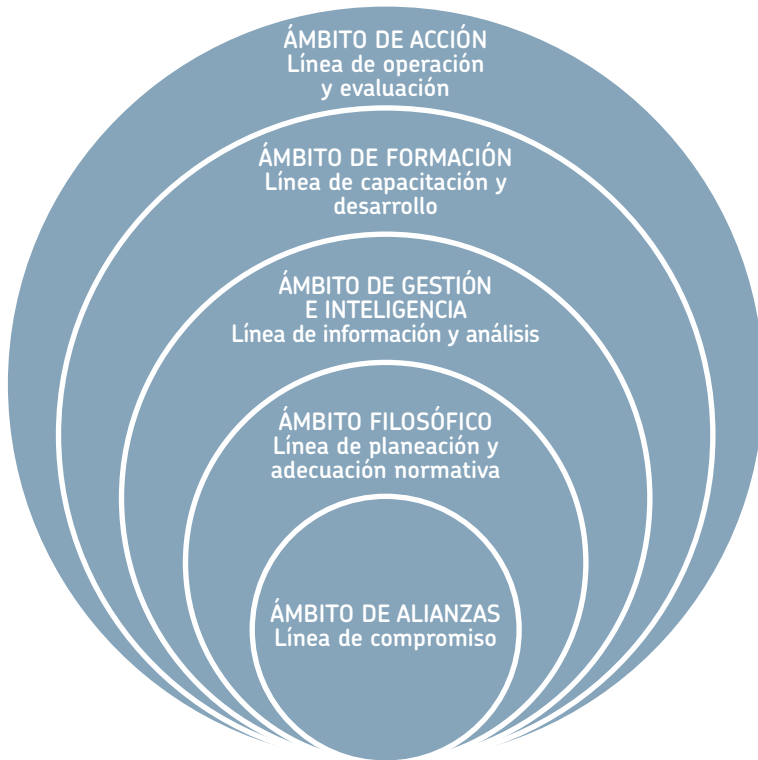 ÁMBITO DE ACCIÓN
Línea de operación
y evaluación
ÁMBITO DE FORMACIÓN
Línea de capacitación y
desarrollo
ÁMBITO DE GESTIÓN
E INTELIGENCIA
Línea de información y análisis
ÁMBITO FILOSÓFICO
Línea de planeación y
adecuación normativa
ÁMBITO DE ALIANZAS
Línea de compromiso